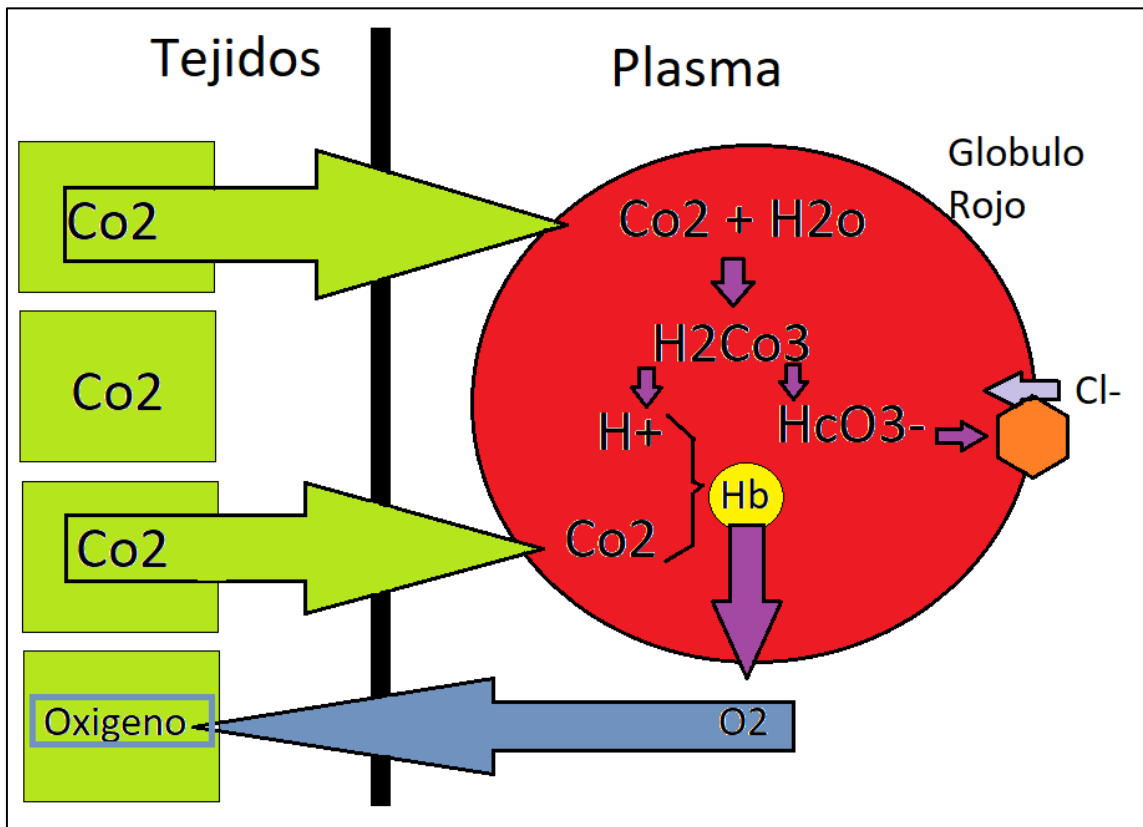 Tejidos
Plasma
Globulo
Rojo
Co2
Co2 + H2o
H2Co3
Co2
Cl-
H+
HcO3-
Hb
Co2
Co2
Oxigeno
O2